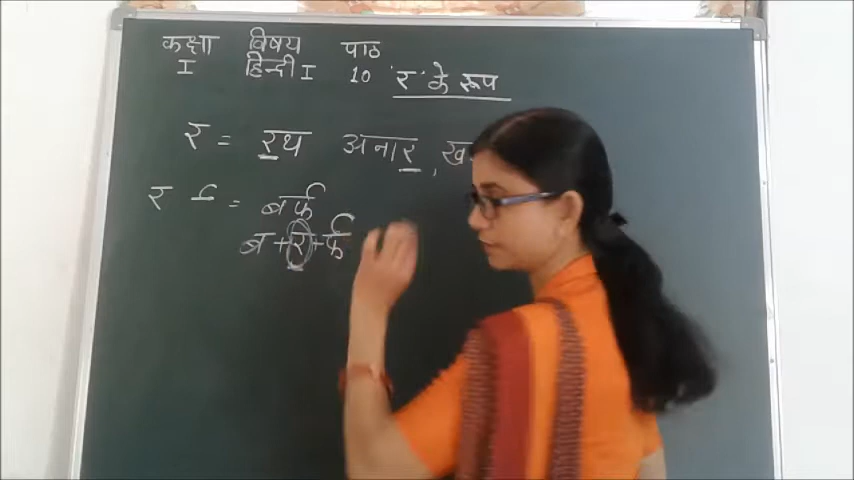 कक्षा विषय पाठ
I हिन्दी I 10 'र' के रूप
र = रथ अनार,
र र्‍ = बर्फ
ब + र + र्फ